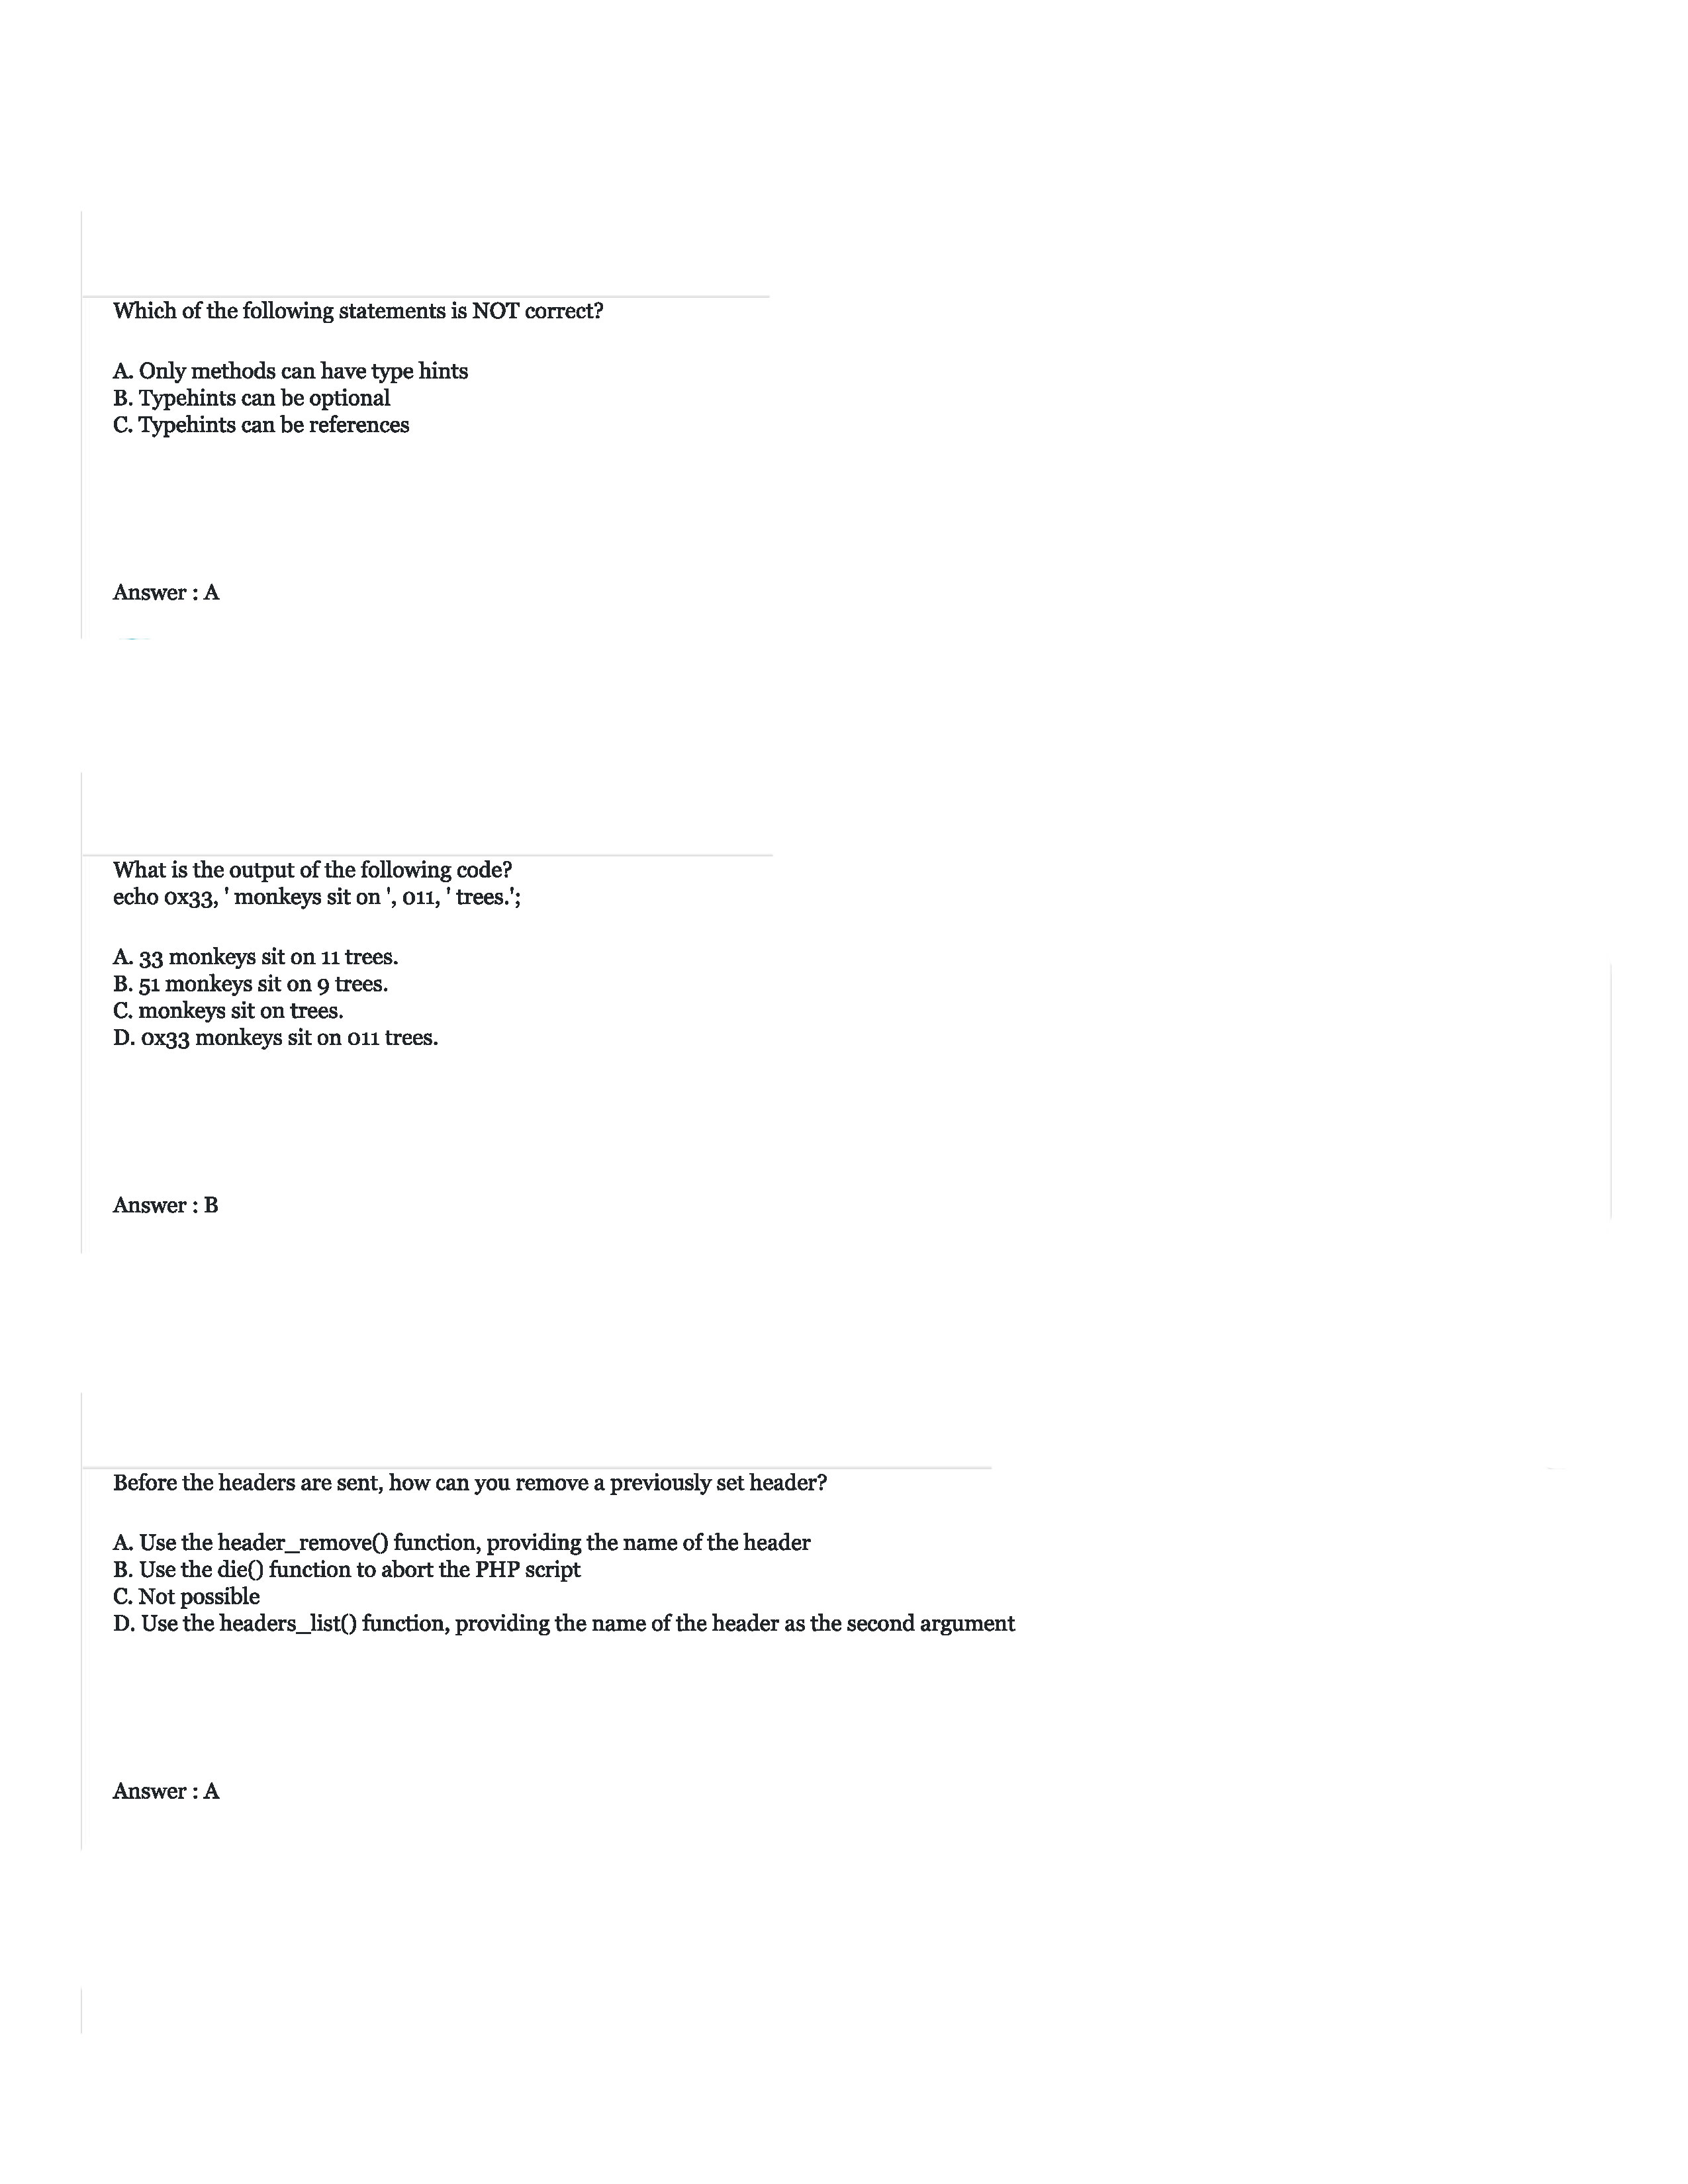 Which of the following statements is NOT correct?
A. Only methods can have type hints
B. Typehints can be optional
C. Typehints can be references
Answer : A
What is the output of the following code?
echo 0x33, ' monkeys sit on ', 011, ' trees.';
A. 33 monkeys sit on 11 trees.
B. 51 monkeys sit on 9 trees.
C. monkeys sit on trees.
D. 0x33 monkeys sit on 011 trees.
Answer : B
Before the headers are sent, how can you remove a previously set header?
A. Use the header_remove() function, providing the name of the header
B. Use the die() function to abort the PHP script
C. Not possible
D. Use the headers_list() function, providing the name of the header as the second argument
Answer : A